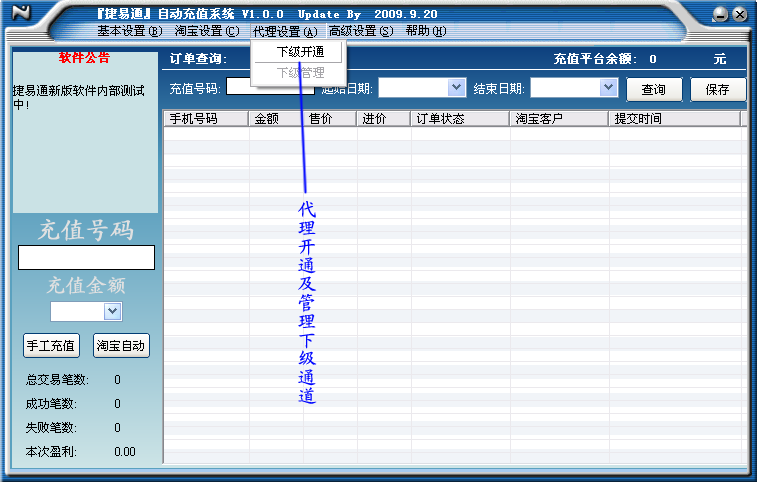 『捷易通』自动充值系统 V1.0.0 Update By 2009.9.20
基本设置(B) 淘宝设置(C) 代理设置(A) 高级设置(S) 帮助(H)
下级开通
下级管理
软件公告
捷易通新版软件内部测试
中!
订单查询: 充值平台余额: 0 元
充值号码: 起始日期: 结束日期: 查询 保存
手机号码 金额 售价 进价 订单状态 淘宝客户 提交时间
充值号码
充值金额
手工充值 淘宝自动
总交易笔数: 0
成功笔数: 0
失败笔数: 0
本次盈利: 0.00
代理开通及管理下级通道